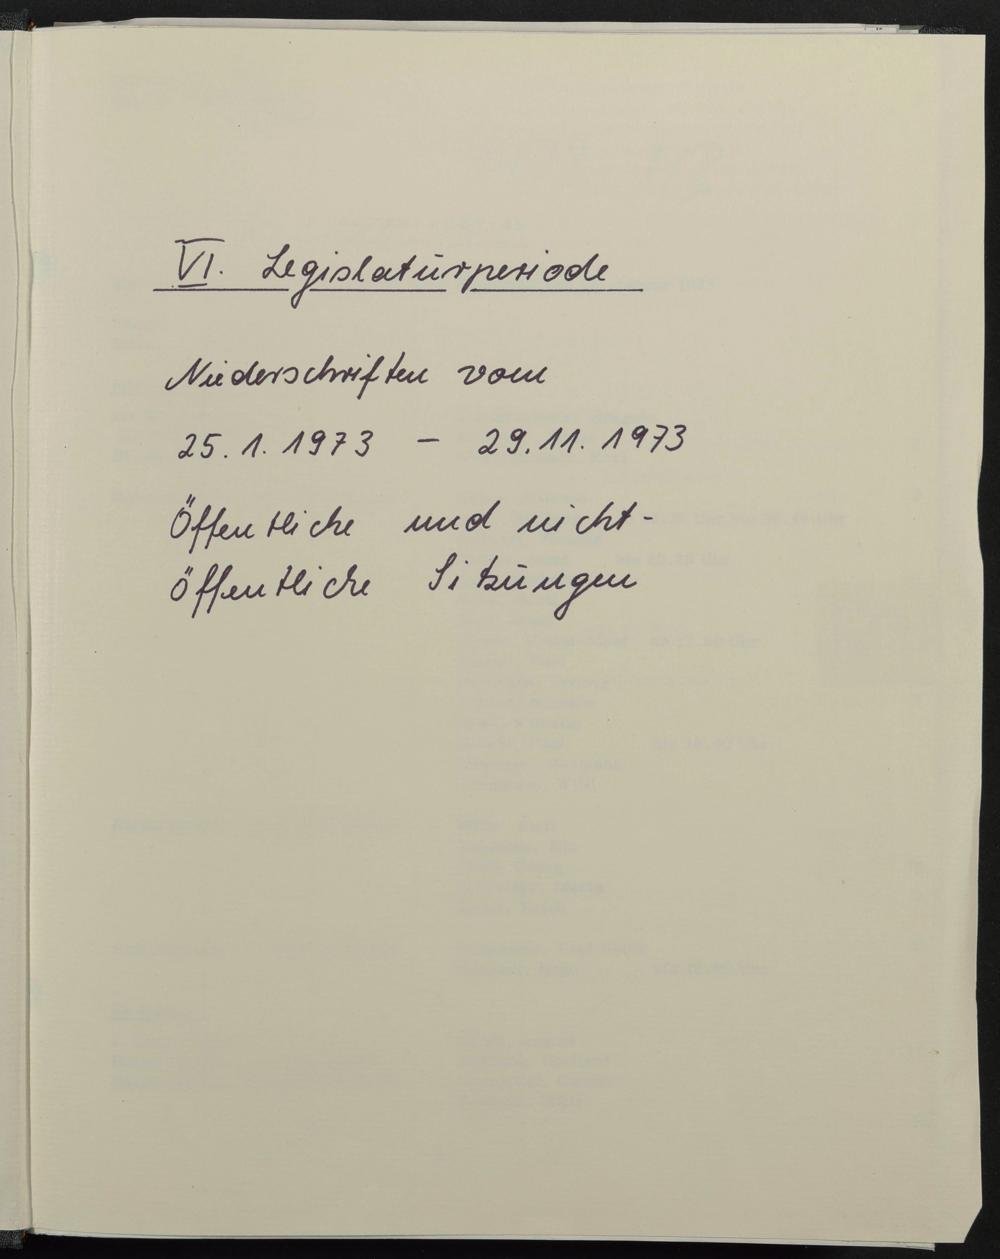 VI. Legislaturperiode
Niederschriften vom
25.1.1973 - 29.11.1973
Öffentliche und nicht-
öffentliche Sitzungen